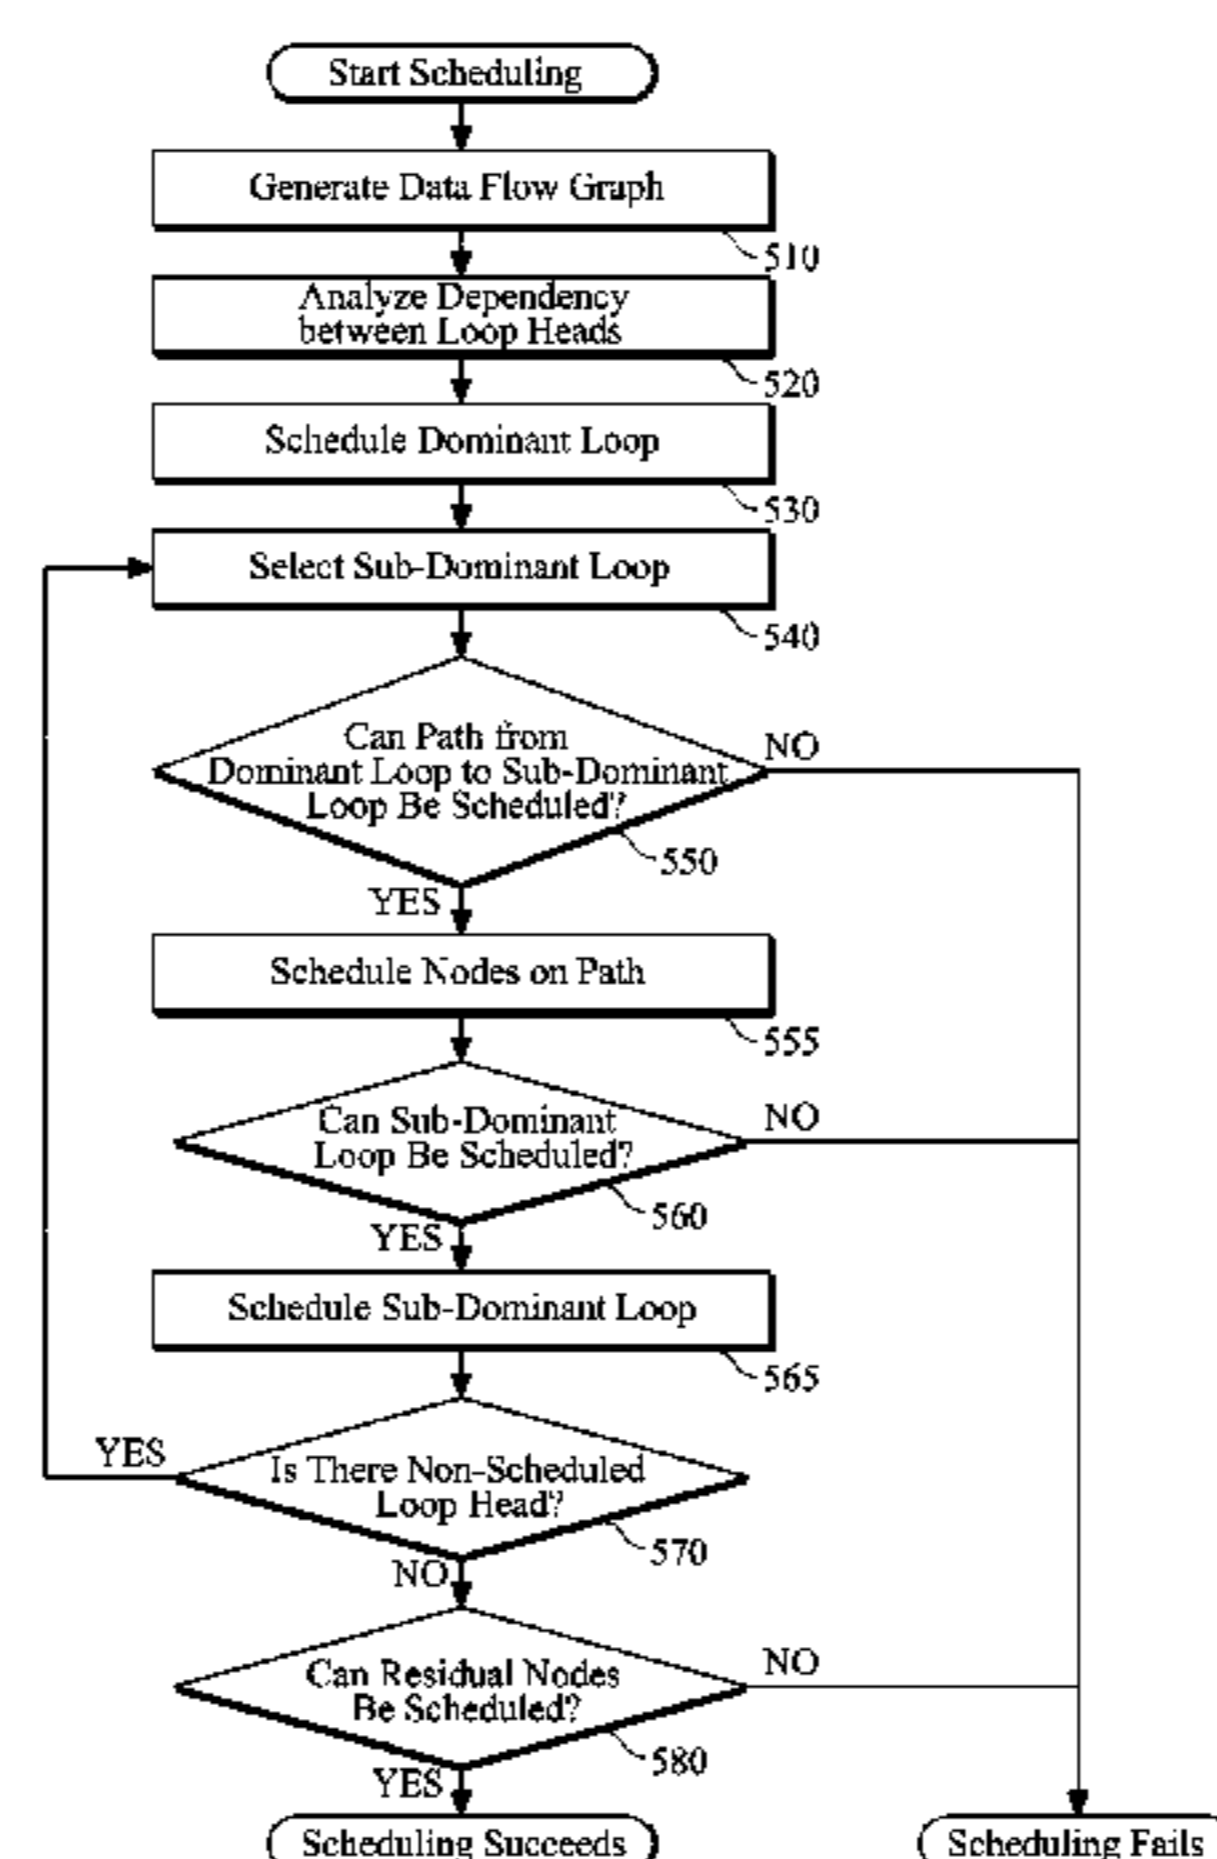 Start Scheduling
Generate Data Flow Graph
510
Analyze Dependency
between Loop Heads
520
Schedule Dominant Loop
530
Select Sub-Dominant Loop
540
Can Path from
Dominant Loop to Sub-Dominant
Loop Be Scheduled?
NO
550
YES
Schedule Nodes on Path
555
Can Sub-Dominant
Loop Be Scheduled?
NO
560
YES
Schedule Sub-Dominant Loop
565
YES
Is There Non-Scheduled
Loop Head?
570
NO
Can Residual Nodes
Be Scheduled?
NO
580
YES
Scheduling Succeeds
Scheduling Fails